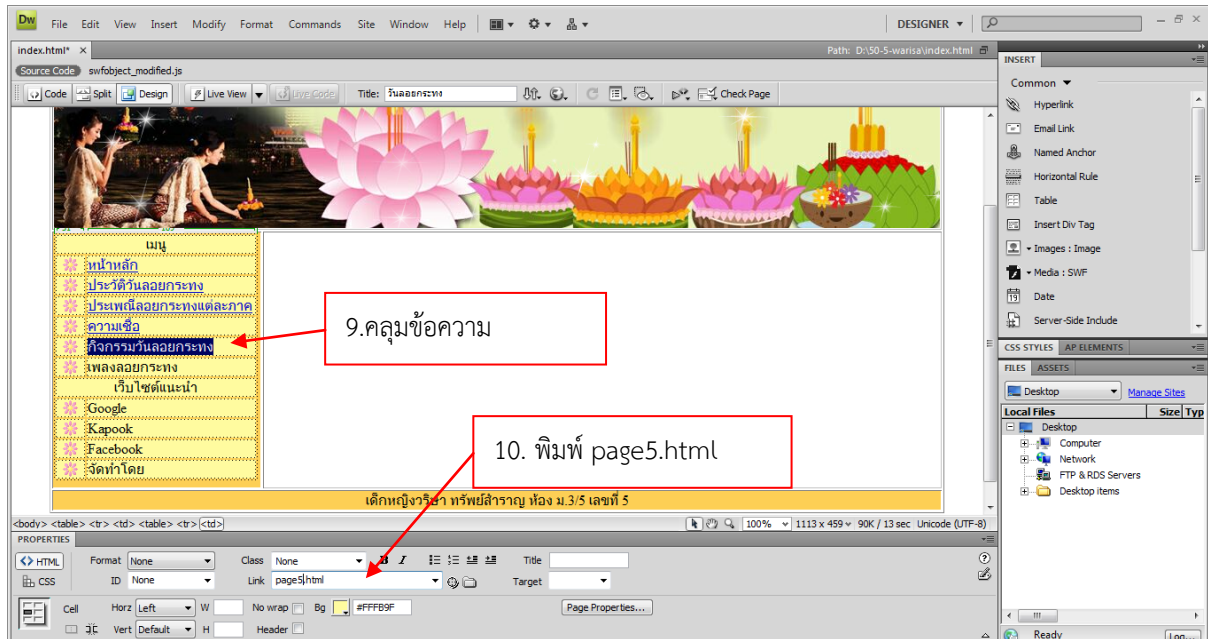 Dw File Edit View Insert Modify Format Commands Site Window Help DESIGNER
index.html* × Path: D:\50-5-warisa\index.html
Source Code swfobject_modified.js
Code Split Design Live View Live Code Title: วันลอยกระทง Check Page
เมนู
หน้าหลัก
ประวัติวันลอยกระทง
ประเพณีลอยกระทงแต่ละภาค
ความเชื่อ
กิจกรรมวันลอยกระทง
เพลงลอยกระทง
เว็บไซต์แนะนำ
Google
Kapook
Facebook
จัดทำโดย
9.คลุมข้อความ
10. พิมพ์ page5.html
เด็กหญิงวริษา ทรัพย์สำราญ ห้อง ม.3/5 เลขที่ 5
<body> <table> <tr> <td> <table> <tr> <td> 100% 1113 x 459 90K / 13 sec Unicode (UTF-8)
PROPERTIES
HTML Format None Class None B I Title
CSS ID None Link page5.html Target
Cell Horz Left W No wrap Bg #FFFB9F Page Properties...
Vert Default H Header
INSERT
Common
Hyperlink
Email Link
Named Anchor
Horizontal Rule
Table
Insert Div Tag
Images : Image
Media : SWF
19 Date
Server-Side Include
CSS STYLES AP ELEMENTS
FILES ASSETS
Desktop Manage Sites
Local Files Size Typ
Desktop
Computer
Network
FTP & RDS Servers
Desktop items
Ready Log...